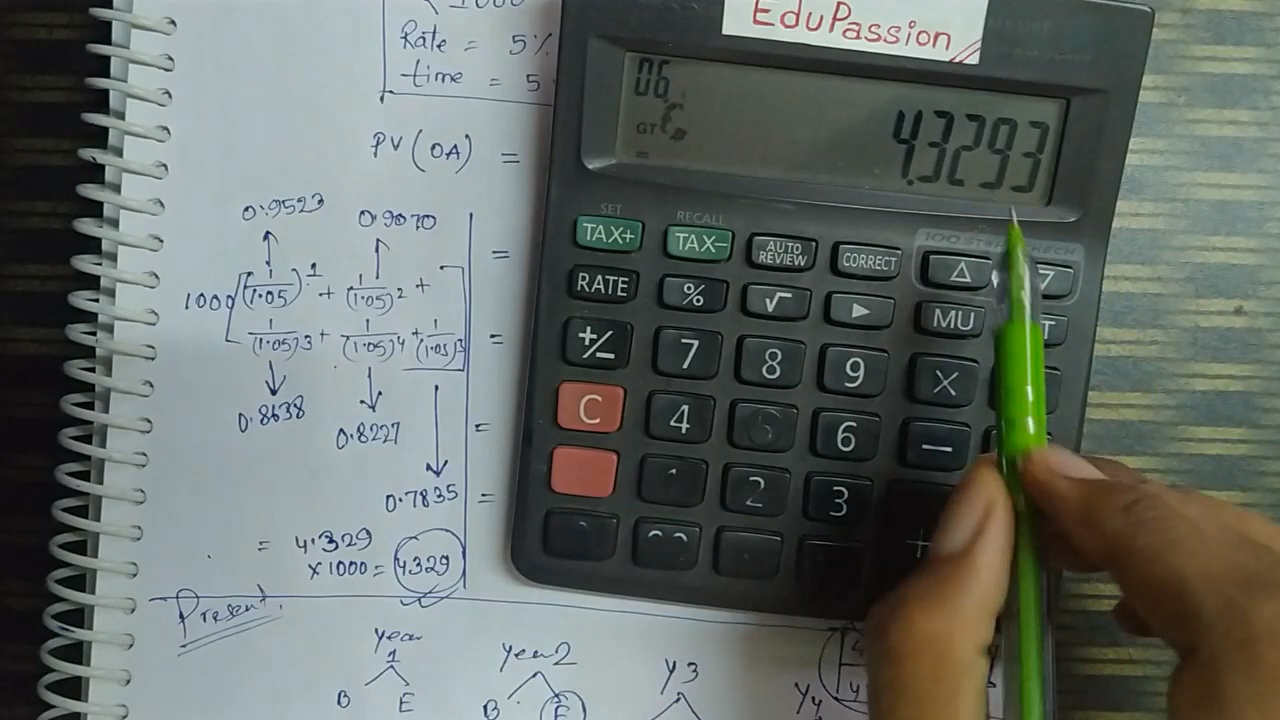 1000
Rate = 5%
time = 5
PV (OA) =
0.9523
0.9070
1000 [ (1/(1.05))^1 + 1/(1.05)^2 +
1/(1.05)^3 + 1/(1.05)^4 + 1/(1.05)
0.8638
0.8227
0.7835
= 4.329
x1000 = 4329
Present.
year 1
B E
year 2
B E
Y3
Y4
=
=
=
=
EduPassion
06
GT
=
4.3293
SET
RECALL
TAX+ TAX- AUTO REVIEW CORRECT △ ▽
RATE % √ ▶ MU
+/- 7 8 9 ×
C 4 6 −
2 3
+